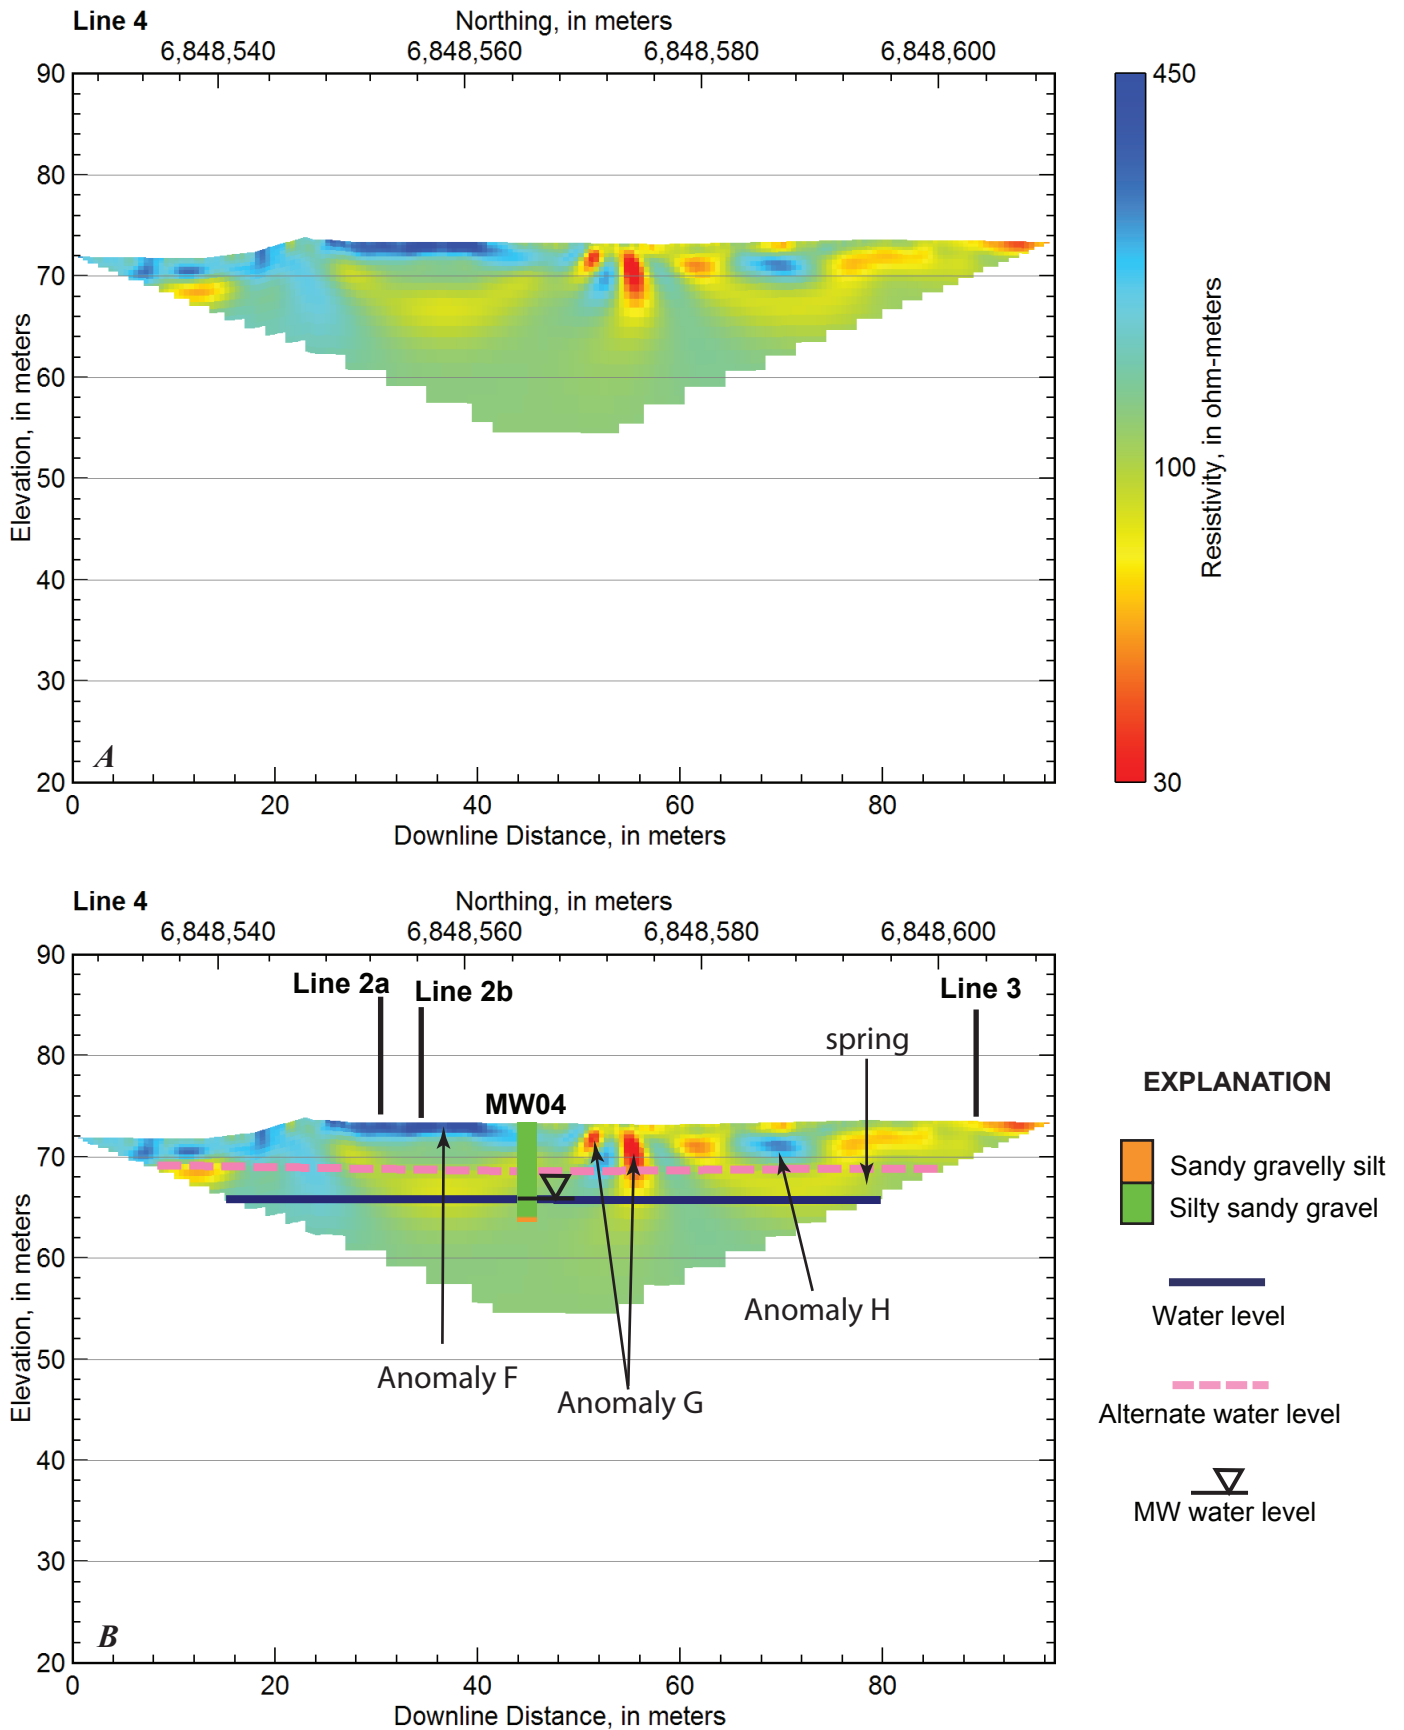 Line 4
Northing, in meters
6,848,540 6,848,560 6,848,580 6,848,600
90
80
70
60
50
40
30
20
Elevation, in meters
A
0 20 40 60 80
Downline Distance, in meters
450
100
30
Resistivity, in ohm-meters
Line 4
Northing, in meters
6,848,540 6,848,560 6,848,580 6,848,600
90
80
70
60
50
40
30
20
Elevation, in meters
Line 2a
Line 2b
Line 3
spring
MW04
Anomaly H
Anomaly F
Anomaly G
B
0 20 40 60 80
Downline Distance, in meters
EXPLANATION
Sandy gravelly silt
Silty sandy gravel
Water level
Alternate water level
MW water level